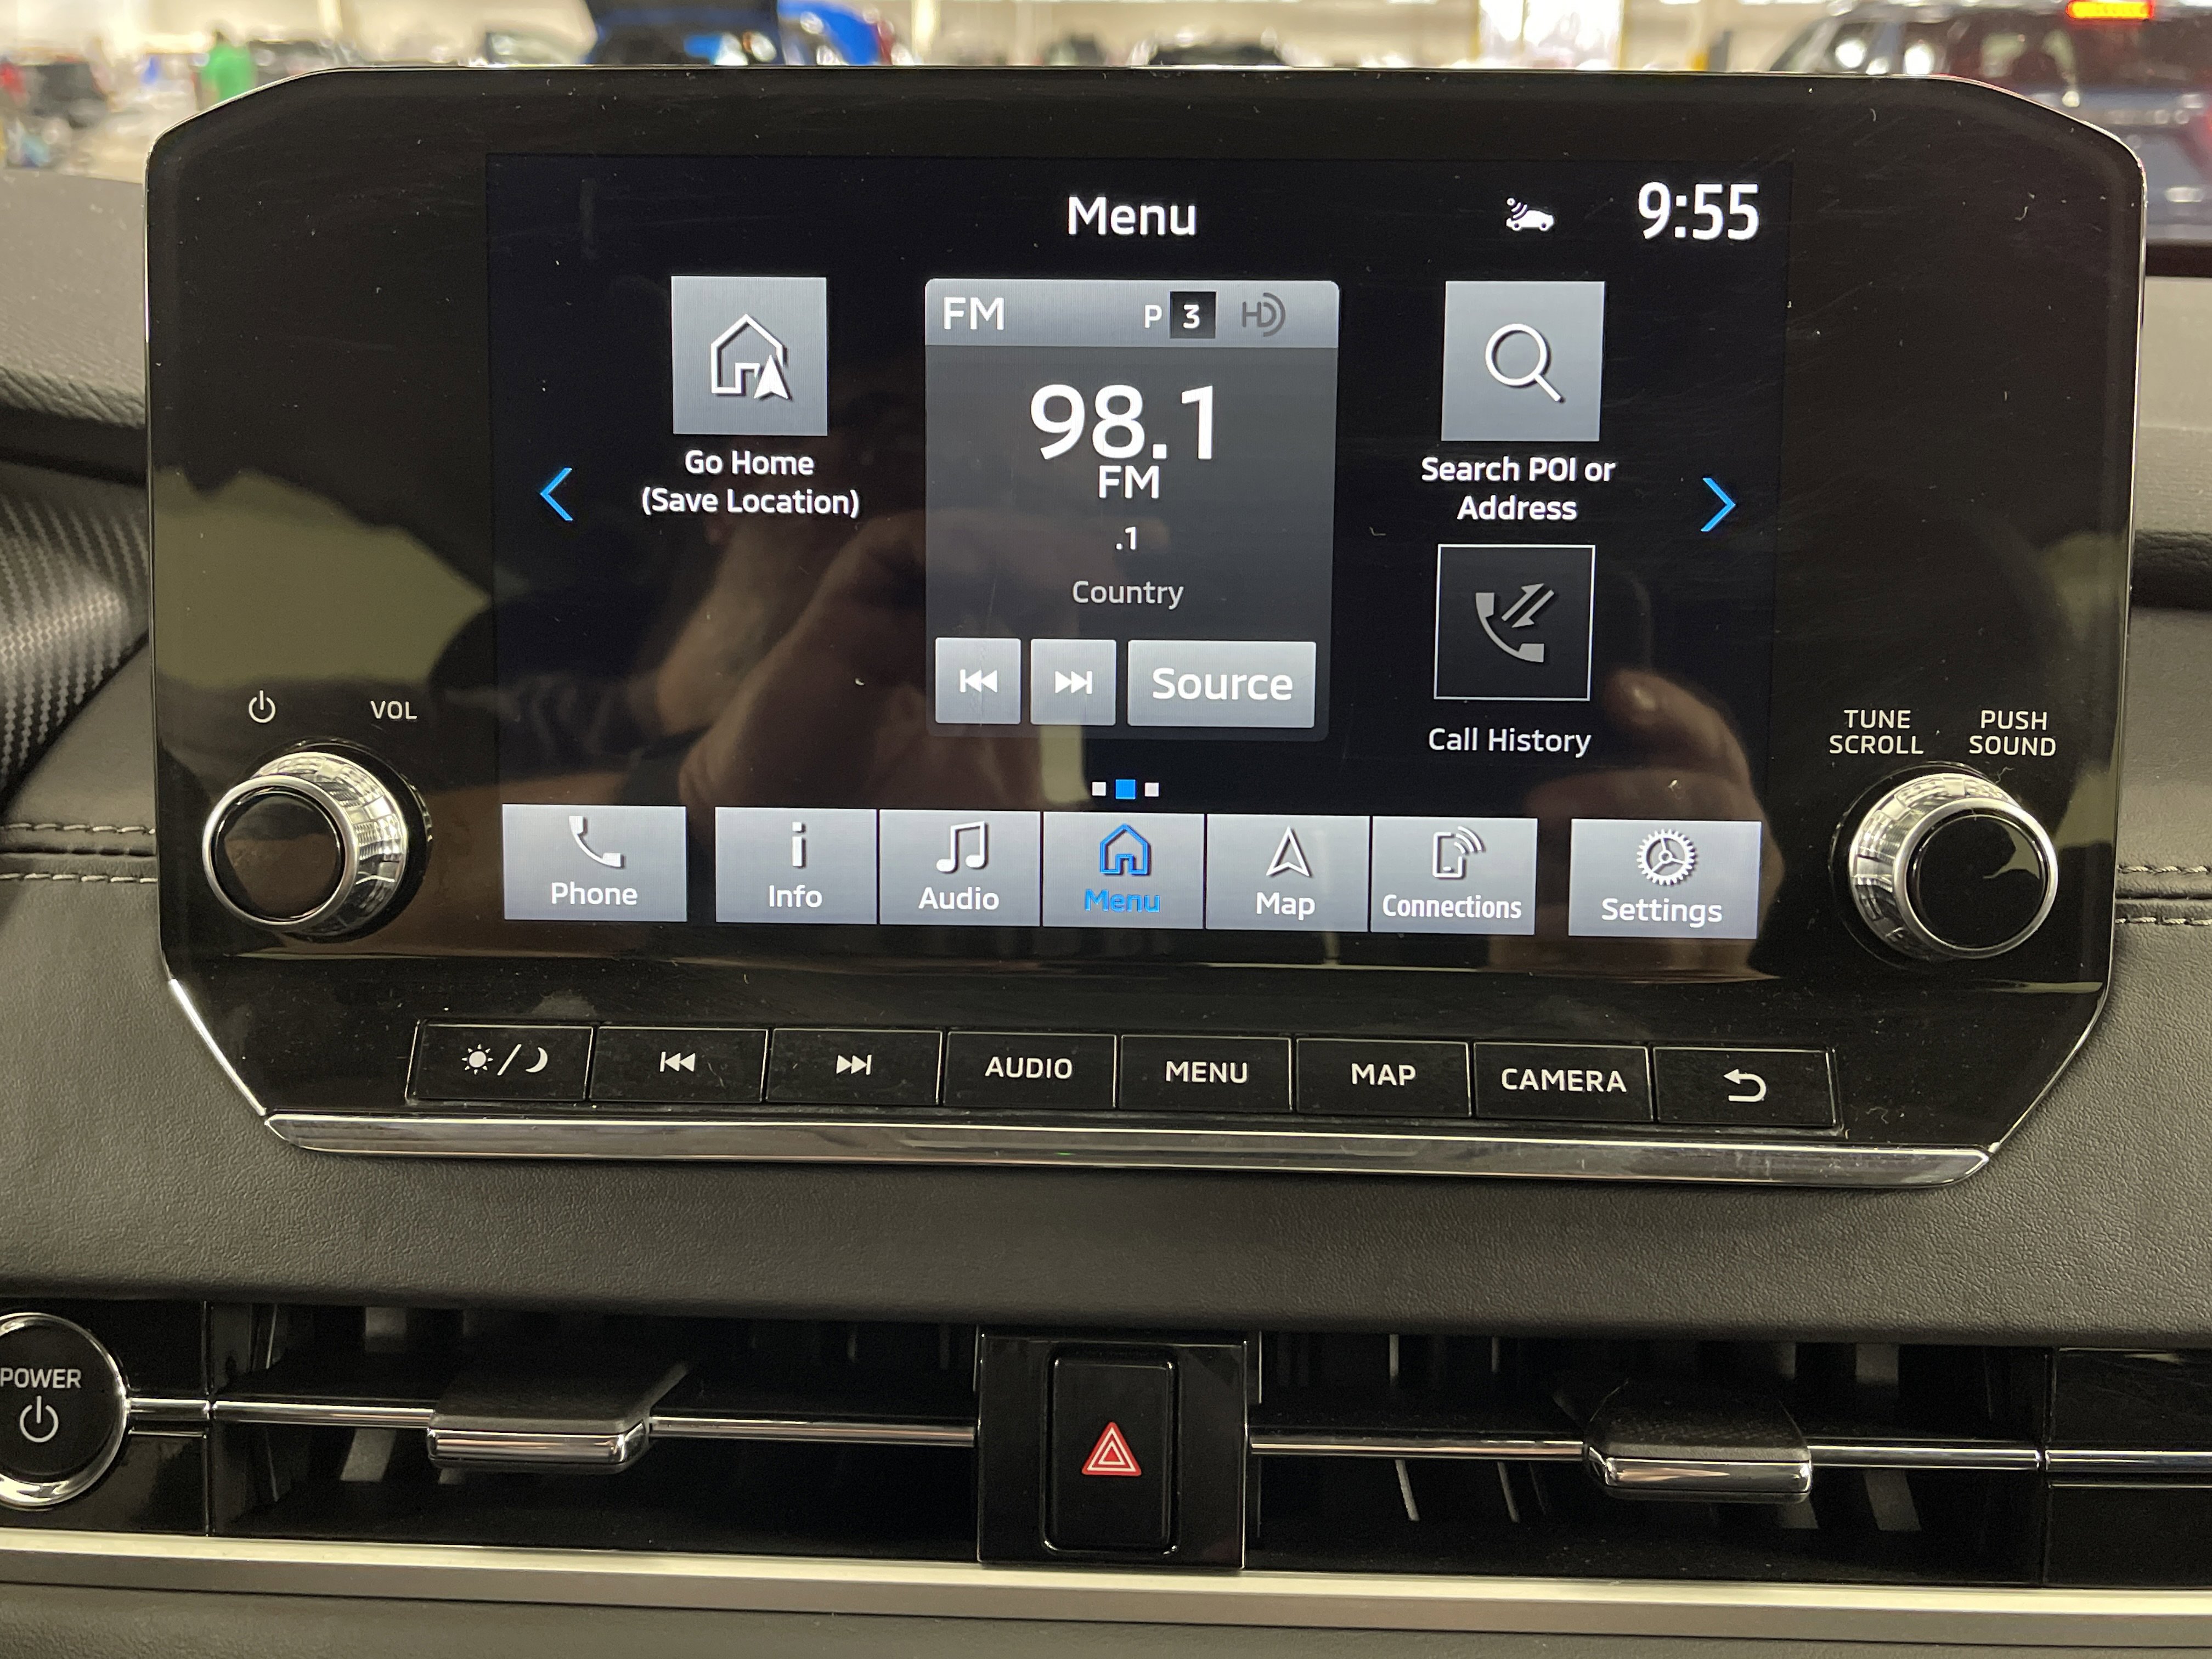 Menu
9:55
FM P 3 HD
98.1
FM
.1
Country
Source
Go Home
(Save Location)
Search POI or
Address
Call History
VOL
TUNE
SCROLL
PUSH
SOUND
Phone
Info
Audio
Menu
Map
Connections
Settings
AUDIO
MENU
MAP
CAMERA
POWER